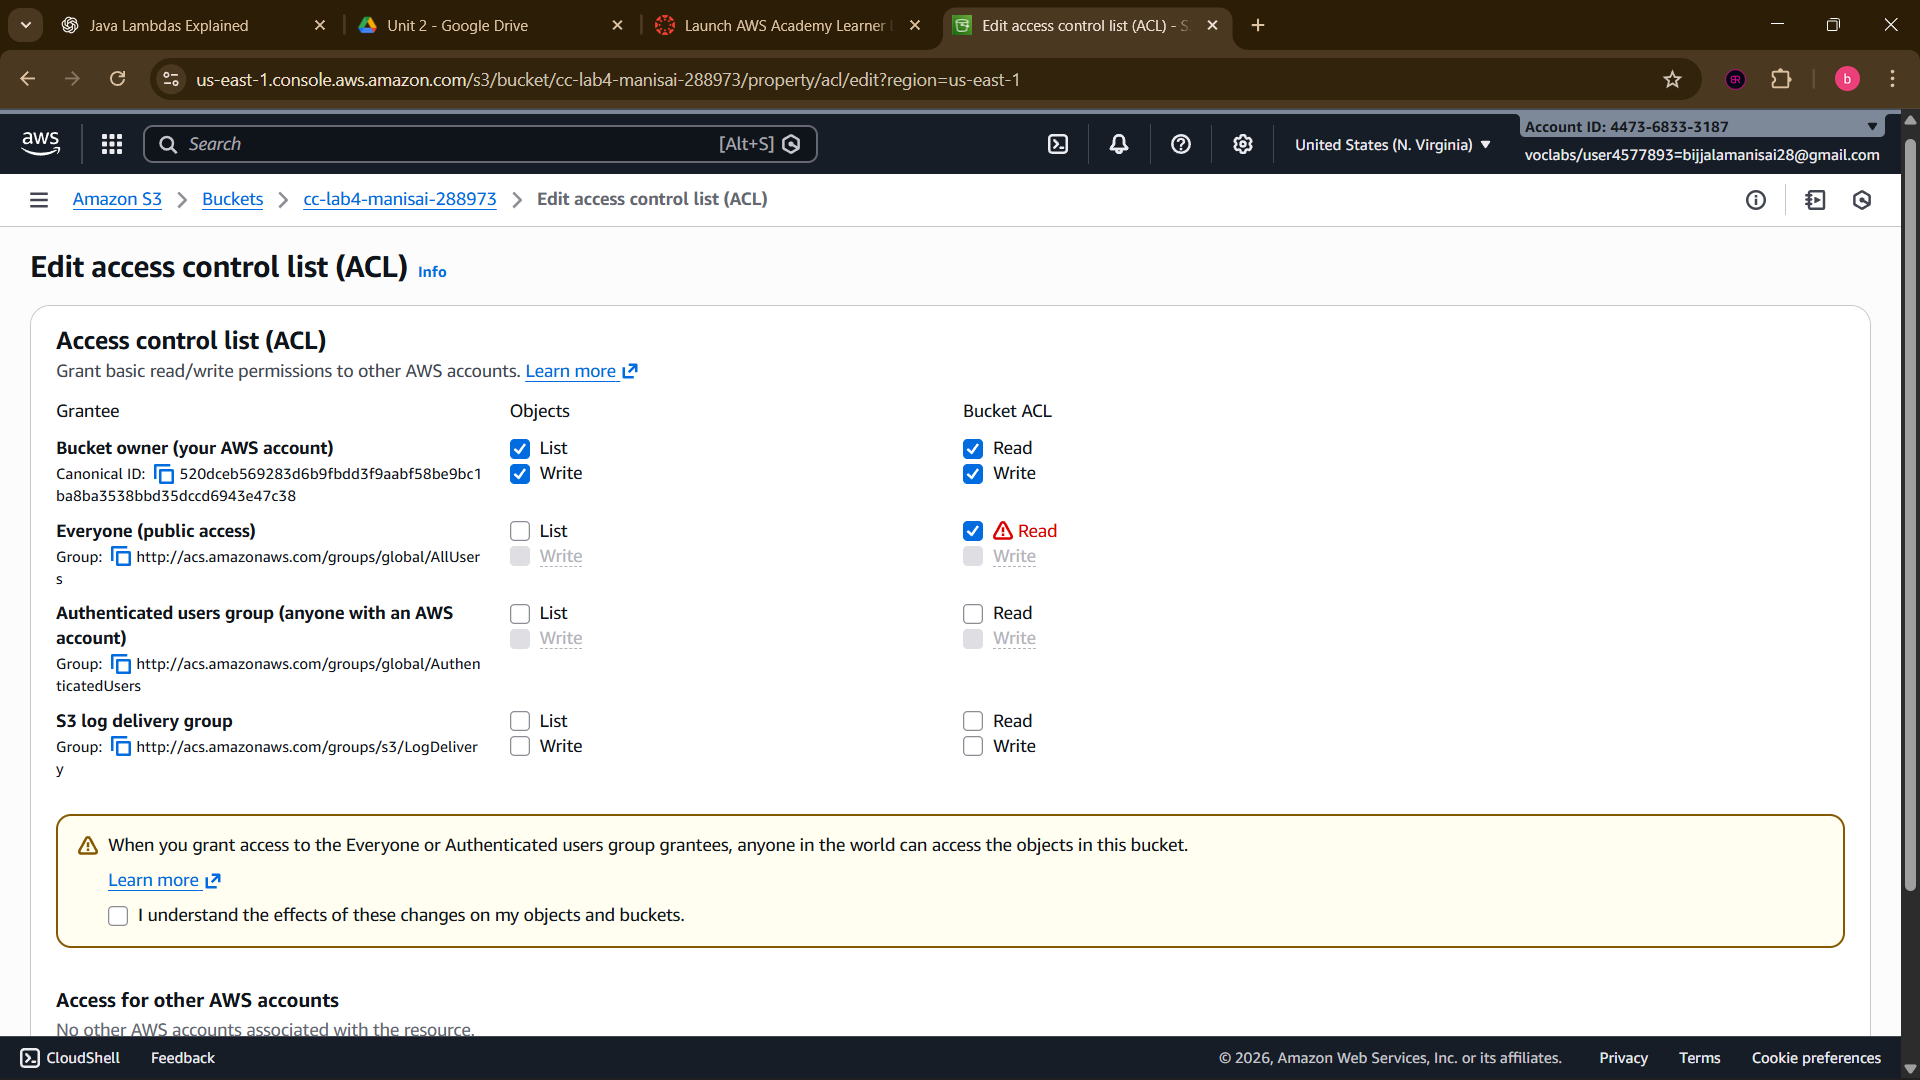 Java Lambdas Explained
Unit 2 - Google Drive
Launch AWS Academy Learner
Edit access control list (ACL) - S
us-east-1.console.aws.amazon.com/s3/bucket/cc-lab4-manisai-288973/property/acl/edit?region=us-east-1
b
aws
Search
[Alt+S]
United States (N. Virginia)
Account ID: 4473-6833-3187
voclabs/user4577893=bijjalamanisai28@gmail.com
Amazon S3
Buckets
cc-lab4-manisai-288973
Edit access control list (ACL)
Edit access control list (ACL) Info
Access control list (ACL)
Grant basic read/write permissions to other AWS accounts. Learn more
Grantee
Objects
Bucket ACL
Bucket owner (your AWS account)
Canonical ID: 520dceb569283d6b9fbdd3f9aabf58be9bc1
ba8ba3538bbd35dccd6943e47c38
List
Write
Read
Write
Everyone (public access)
Group: http://acs.amazonaws.com/groups/global/AllUser
s
List
Write
Read
Write
Authenticated users group (anyone with an AWS
account)
Group: http://acs.amazonaws.com/groups/global/Authen
ticatedUsers
List
Write
Read
Write
S3 log delivery group
Group: http://acs.amazonaws.com/groups/s3/LogDeliver
y
List
Write
Read
Write
When you grant access to the Everyone or Authenticated users group grantees, anyone in the world can access the objects in this bucket.
Learn more
I understand the effects of these changes on my objects and buckets.
Access for other AWS accounts
No other AWS accounts associated with the resource.
CloudShell
Feedback
© 2026, Amazon Web Services, Inc. or its affiliates.
Privacy
Terms
Cookie preferences